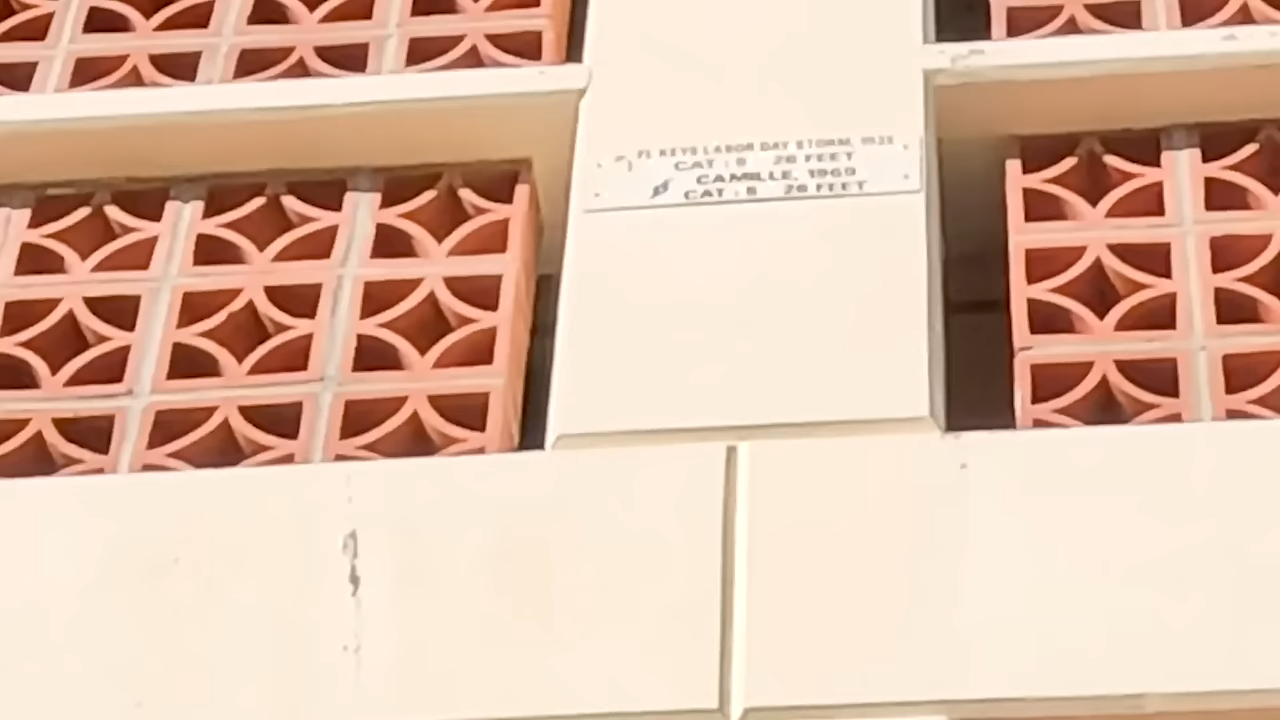 FL KEYS LABOR DAY STORM, 1935
CAT : 5 26 FEET
CAMILLE, 1969
CAT : 5 26 FEET